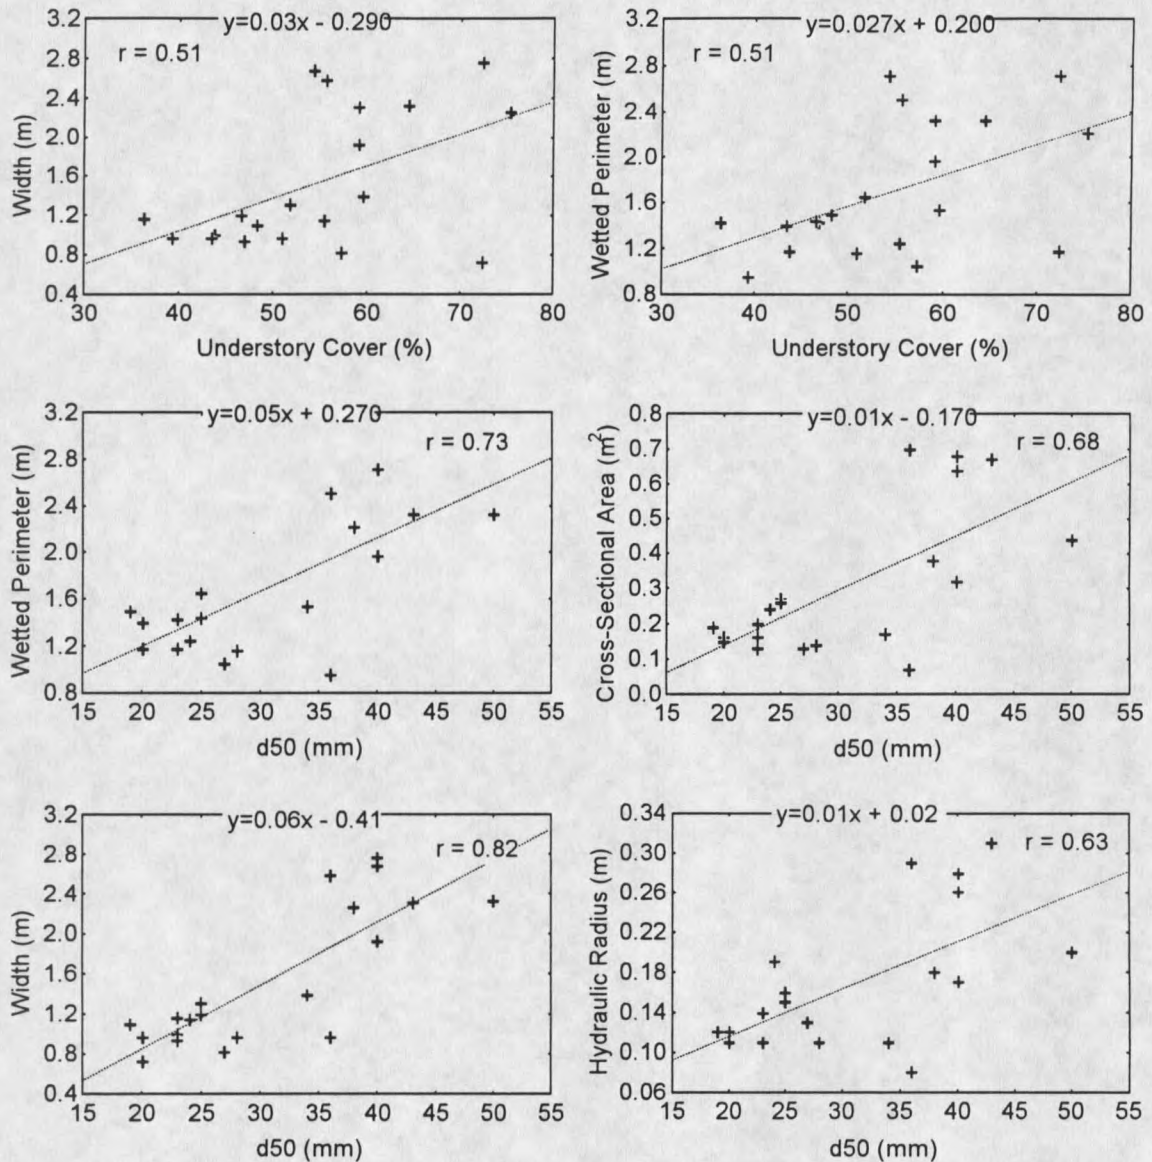 y=0.03x - 0.290
r = 0.51
Width (m)
3.2
2.8
2.4
2.0
1.6
1.2
0.8
0.4
30 40 50 60 70 80
Understory Cover (%)
y=0.027x + 0.200
r = 0.51
Wetted Perimeter (m)
3.2
2.8
2.4
2.0
1.6
1.2
0.8
30 40 50 60 70 80
Understory Cover (%)
y=0.05x + 0.270
r = 0.73
Wetted Perimeter (m)
3.2
2.8
2.4
2.0
1.6
1.2
0.8
15 20 25 30 35 40 45 50 55
d50 (mm)
y=0.01x - 0.170
r = 0.68
Cross-Sectional Area (m²)
0.8
0.7
0.6
0.5
0.4
0.3
0.2
0.1
0.0
15 20 25 30 35 40 45 50 55
d50 (mm)
y=0.06x - 0.41
r = 0.82
Width (m)
3.2
2.8
2.4
2.0
1.6
1.2
0.8
0.4
15 20 25 30 35 40 45 50 55
d50 (mm)
y=0.01x + 0.02
r = 0.63
Hydraulic Radius (m)
0.34
0.30
0.26
0.22
0.18
0.14
0.10
0.06
15 20 25 30 35 40 45 50 55
d50 (mm)